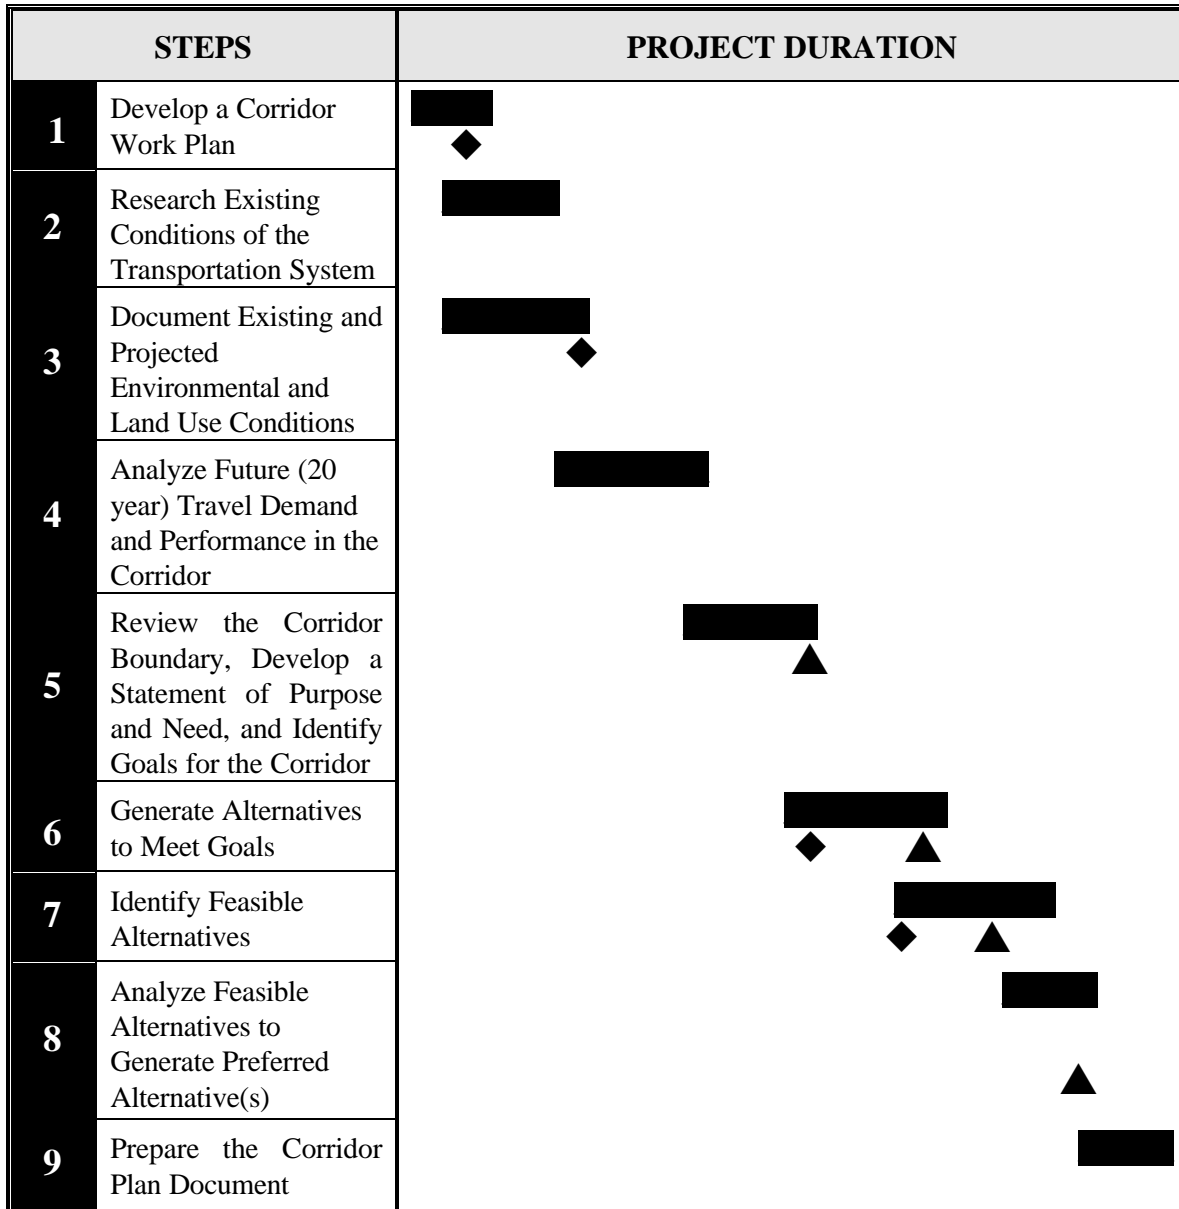 STEPS
PROJECT DURATION
1
Develop a Corridor
Work Plan
2
Research Existing
Conditions of the
Transportation System
3
Document Existing and
Projected
Environmental and
Land Use Conditions
4
Analyze Future (20
year) Travel Demand
and Performance in the
Corridor
5
Review the Corridor
Boundary, Develop a
Statement of Purpose
and Need, and Identify
Goals for the Corridor
6
Generate Alternatives
to Meet Goals
7
Identify Feasible
Alternatives
8
Analyze Feasible
Alternatives to
Generate Preferred
Alternative(s)
9
Prepare the Corridor
Plan Document